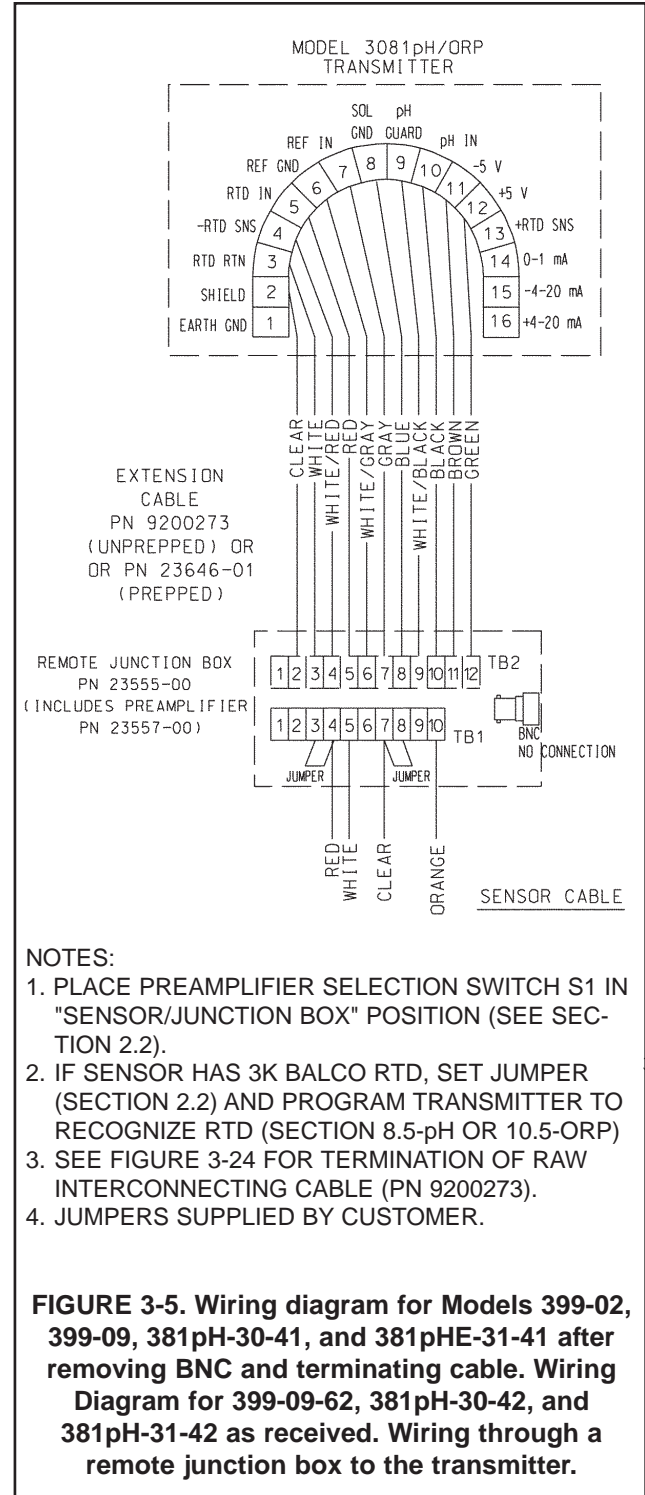 MODEL 3081pH/ORP
TRANSMITTER
SOL pH
REF IN GND GUARD pH IN
REF GND 7 8 9 10 -5 V
RTD IN 6 11 +5 V
-RTD SNS 5 12 +RTD SNS
4 13
RTD RTN 3 14 0-1 mA
SHIELD 2 15 -4-20 mA
EARTH GND 1 16 +4-20 mA
CLEAR
WHITE
WHITE/RED
RED
WHITE/GRAY
GRAY
BLUE
WHITE/BLACK
BLACK
BROWN
GREEN
EXTENSION
CABLE
PN 9200273
(UNPREPPED) OR
OR PN 23646-01
(PREPPED)
REMOTE JUNCTION BOX
PN 23555-00
(INCLUDES PREAMPLIFIER
PN 23557-00)
1 2 3 4 5 6 7 8 9 10 11 12 TB2
1 2 3 4 5 6 7 8 9 10 TB1
BNC
NO CONNECTION
JUMPER JUMPER
RED
WHITE
CLEAR
ORANGE
SENSOR CABLE
NOTES:
1. PLACE PREAMPLIFIER SELECTION SWITCH S1 IN
"SENSOR/JUNCTION BOX" POSITION (SEE SEC-
TION 2.2).
2. IF SENSOR HAS 3K BALCO RTD, SET JUMPER
(SECTION 2.2) AND PROGRAM TRANSMITTER TO
RECOGNIZE RTD (SECTION 8.5-pH OR 10.5-ORP)
3. SEE FIGURE 3-24 FOR TERMINATION OF RAW
INTERCONNECTING CABLE (PN 9200273).
4. JUMPERS SUPPLIED BY CUSTOMER.
FIGURE 3-5. Wiring diagram for Models 399-02,
399-09, 381pH-30-41, and 381pHE-31-41 after
removing BNC and terminating cable. Wiring
Diagram for 399-09-62, 381pH-30-42, and
381pH-31-42 as received. Wiring through a
remote junction box to the transmitter.